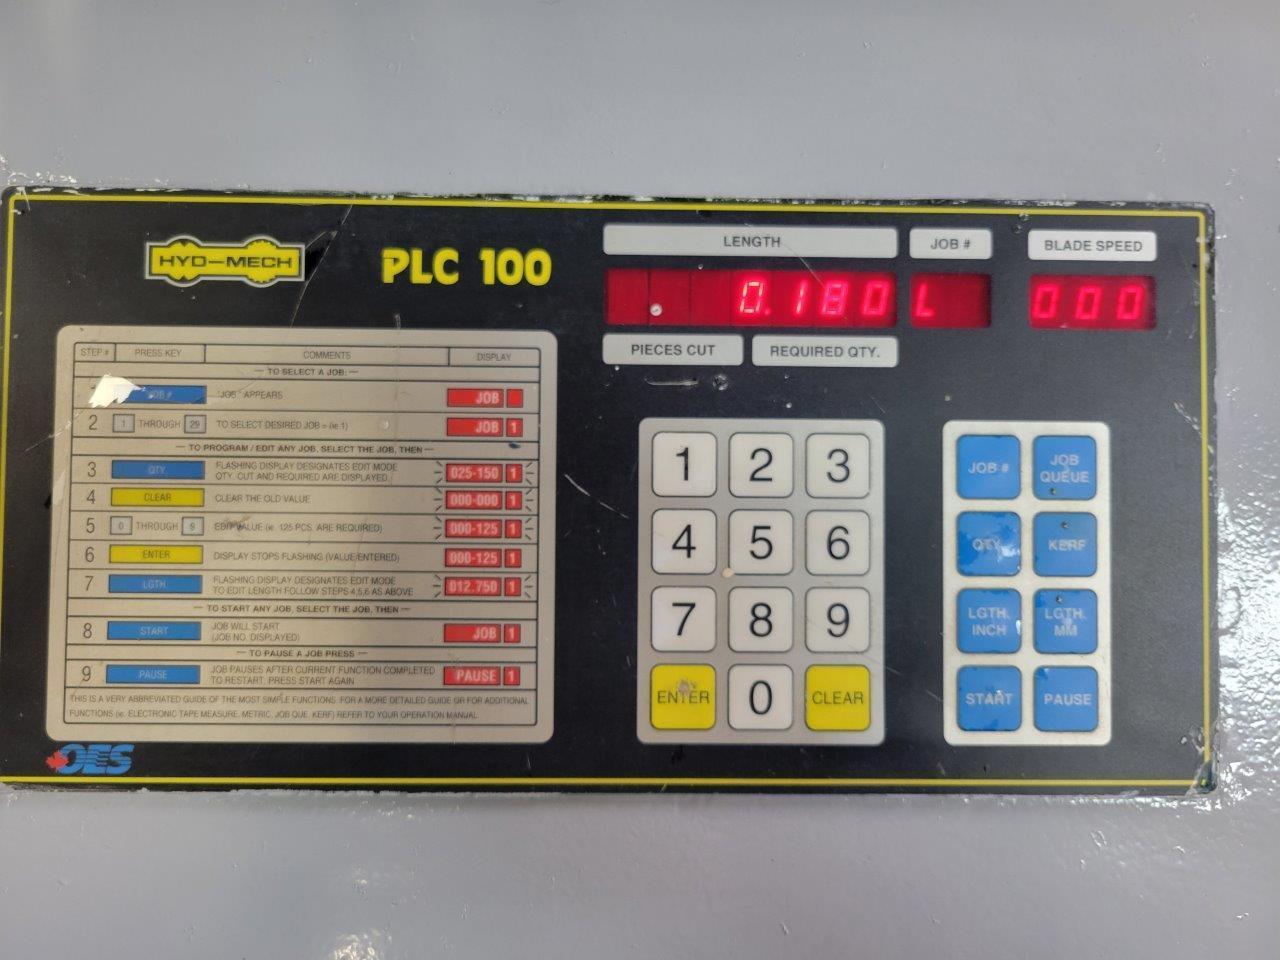 HYD-MECH
PLC 100
LENGTH
JOB #
BLADE SPEED
0.180
L
000
PIECES CUT
REQUIRED QTY.
STEP #
PRESS KEY
COMMENTS
DISPLAY
— TO SELECT A JOB: —
JOB # "JOB" APPEARS JOB
2 1 THROUGH 29 TO SELECT DESIRED JOB = (ie.1) JOB 1
— TO PROGRAM / EDIT ANY JOB, SELECT THE JOB, THEN —
3 QTY FLASHING DISPLAY DESIGNATES EDIT MODE
QTY. CUT AND REQUIRED ARE DISPLAYED. 025-150 1
4 CLEAR CLEAR THE OLD VALUE 000-000 1
5 0 THROUGH 9 EDIT VALUE (ie. 125 PCS. ARE REQUIRED) 000-125 1
6 ENTER DISPLAY STOPS FLASHING (VALUE ENTERED) 000-125 1
7 LGTH FLASHING DISPLAY DESIGNATES EDIT MODE
TO EDIT LENGTH FOLLOW STEPS 4,5,6 AS ABOVE 012.750 1
— TO START ANY JOB, SELECT THE JOB, THEN —
8 START JOB WILL START
(JOB NO. DISPLAYED) JOB 1
— TO PAUSE A JOB PRESS —
9 PAUSE JOB PAUSES AFTER CURRENT FUNCTION COMPLETED
TO RESTART, PRESS START AGAIN PAUSE 1
THIS IS A VERY ABBREVIATED GUIDE OF THE MOST SIMPLE FUNCTIONS. FOR A MORE DETAILED GUIDE OR FOR ADDITIONAL
FUNCTIONS (ie. ELECTRONIC TAPE MEASURE, METRIC, JOB QUE, KERF) REFER TO YOUR OPERATION MANUAL
OES
1 2 3
4 5 6
7 8 9
ENTER 0 CLEAR
JOB #
JOB
QUEUE
QTY
KERF
LGTH.
INCH
LGTH.
MM
START
PAUSE